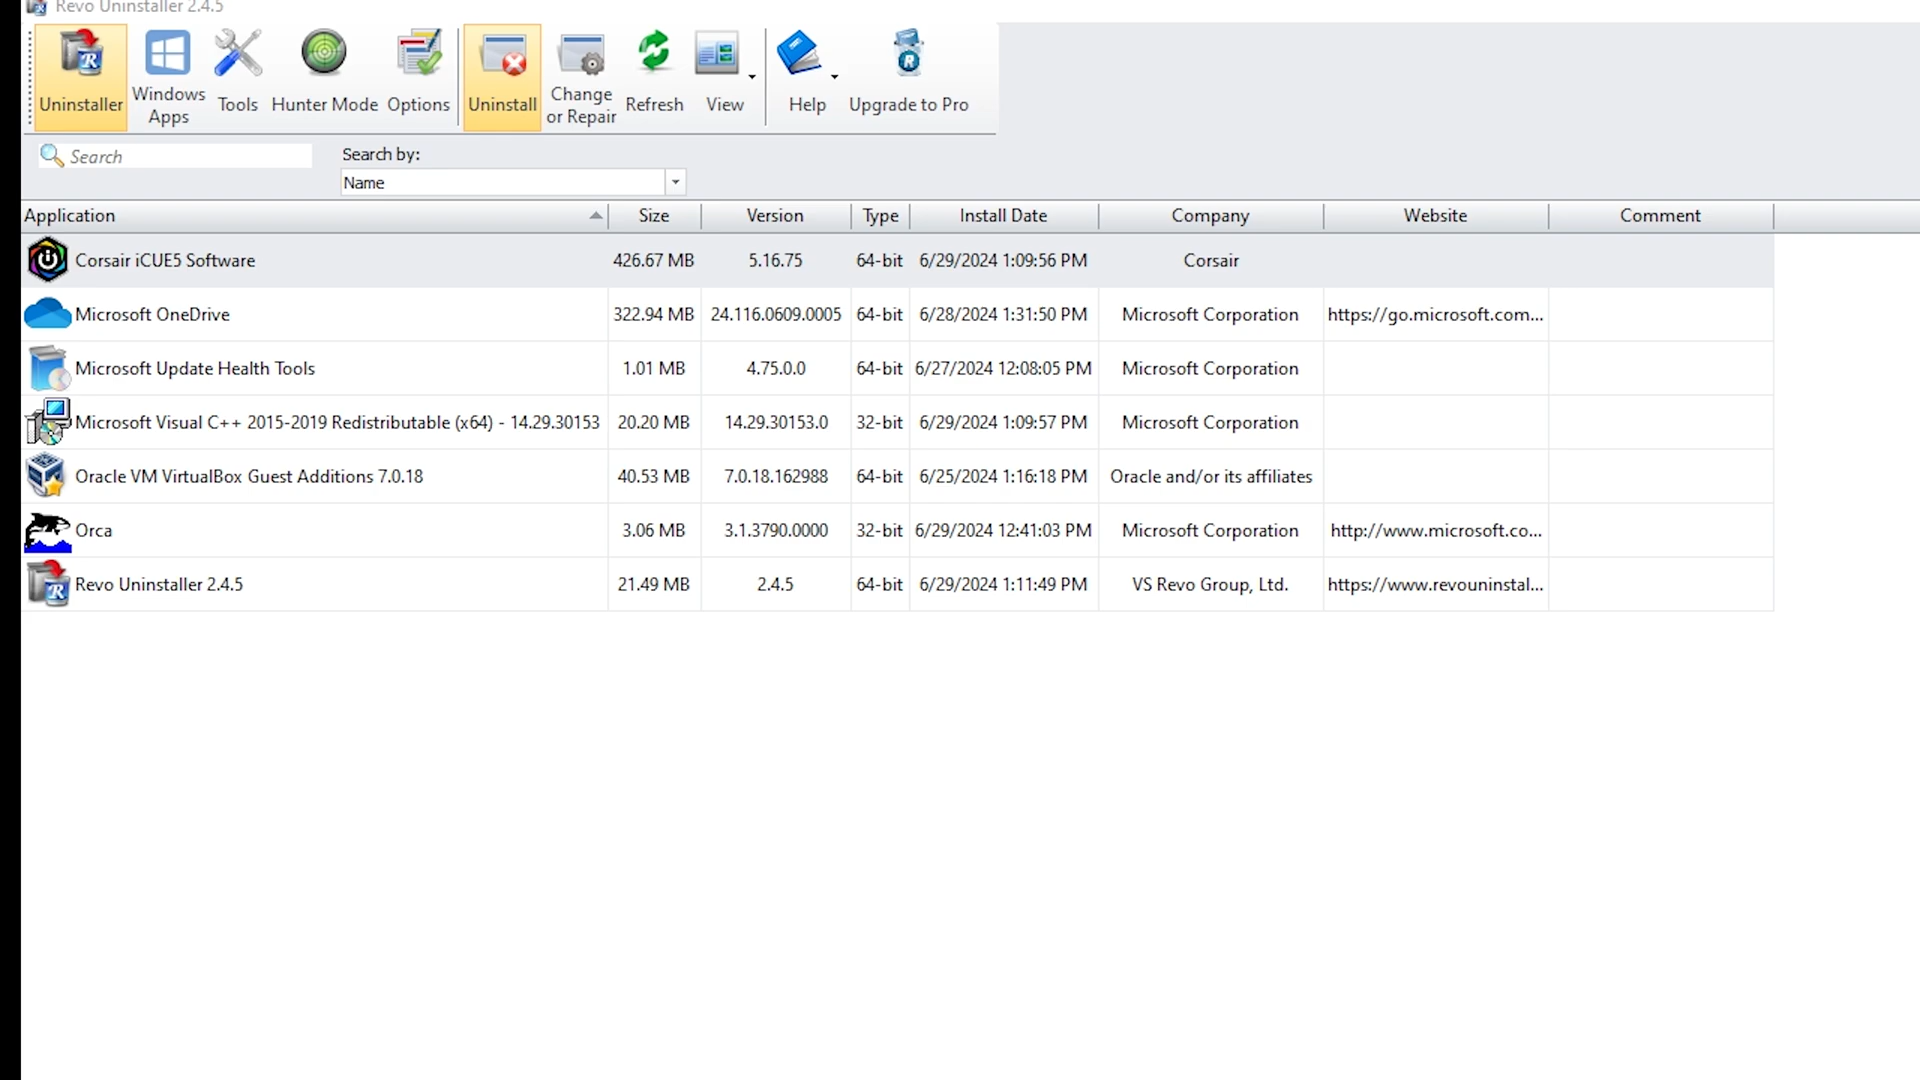 Revo Uninstaller 2.4.5
Uninstaller
Windows Apps
Tools
Hunter Mode
Options
Uninstall
Change or Repair
Refresh
View
Help
Upgrade to Pro
Search
Search by:
Name
Application Size Version Type Install Date Company Website Comment
Corsair iCUE5 Software 426.67 MB 5.16.75 64-bit 6/29/2024 1:09:56 PM Corsair
Microsoft OneDrive 322.94 MB 24.116.0609.0005 64-bit 6/28/2024 1:31:50 PM Microsoft Corporation https://go.microsoft.com...
Microsoft Update Health Tools 1.01 MB 4.75.0.0 64-bit 6/27/2024 12:08:05 PM Microsoft Corporation
Microsoft Visual C++ 2015-2019 Redistributable (x64) - 14.29.30153 20.20 MB 14.29.30153.0 32-bit 6/29/2024 1:09:57 PM Microsoft Corporation
Oracle VM VirtualBox Guest Additions 7.0.18 40.53 MB 7.0.18.162988 64-bit 6/25/2024 1:16:18 PM Oracle and/or its affiliates
Orca 3.06 MB 3.1.3790.0000 32-bit 6/29/2024 12:41:03 PM Microsoft Corporation http://www.microsoft.co...
Revo Uninstaller 2.4.5 21.49 MB 2.4.5 64-bit 6/29/2024 1:11:49 PM VS Revo Group, Ltd. https://www.revouninstal...